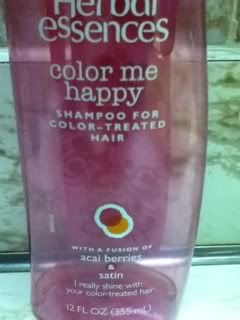 Herbal
essences
color me
happy
SHAMPOO FOR
COLOR-TREATED
HAIR
WITH A FUSION OF
acai berries
&
satin
I really shine with
your color-treated hair
12 FL OZ (355 mL)